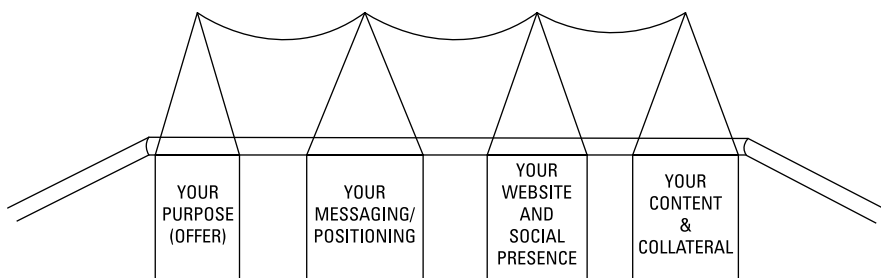 YOUR
PURPOSE
(OFFER)
YOUR
MESSAGING/
POSITIONING
YOUR
WEBSITE
AND
SOCIAL
PRESENCE
YOUR
CONTENT
&
COLLATERAL